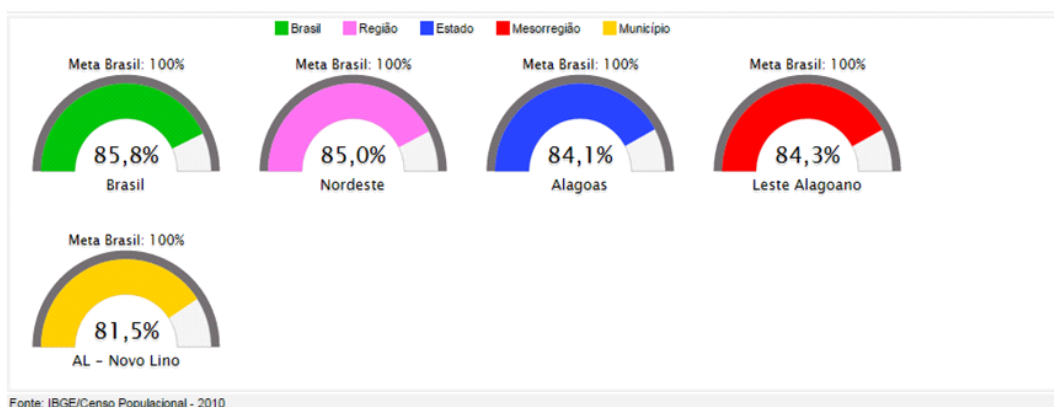 Brasil Região Estado Mesorregião Município
Meta Brasil: 100% Meta Brasil: 100% Meta Brasil: 100% Meta Brasil: 100%
85,8% 85,0% 84,1% 84,3%
Brasil Nordeste Alagoas Leste Alagoano
Meta Brasil: 100%
81,5%
AL – Novo Lino
Fonte: IBGE/Censo Populacional - 2010